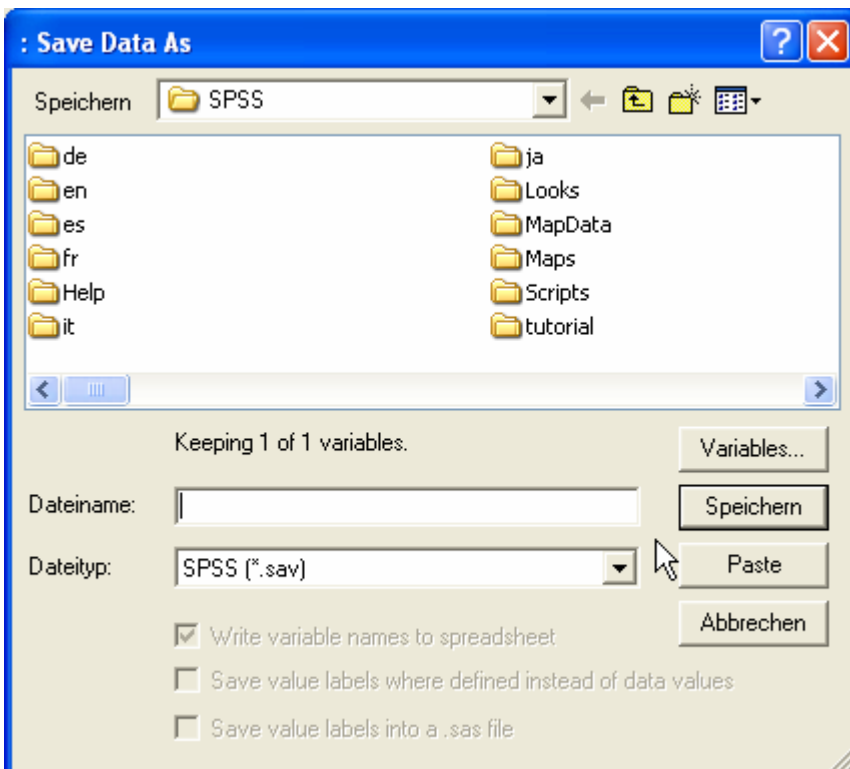 : Save Data As
Speichern SPSS
de
en
es
fr
Help
it
ja
Looks
MapData
Maps
Scripts
tutorial
Keeping 1 of 1 variables.
Variables...
Dateiname:
Speichern
Dateityp: SPSS (*.sav)
Paste
Abbrechen
Write variable names to spreadsheet
Save value labels where defined instead of data values
Save value labels into a .sas file